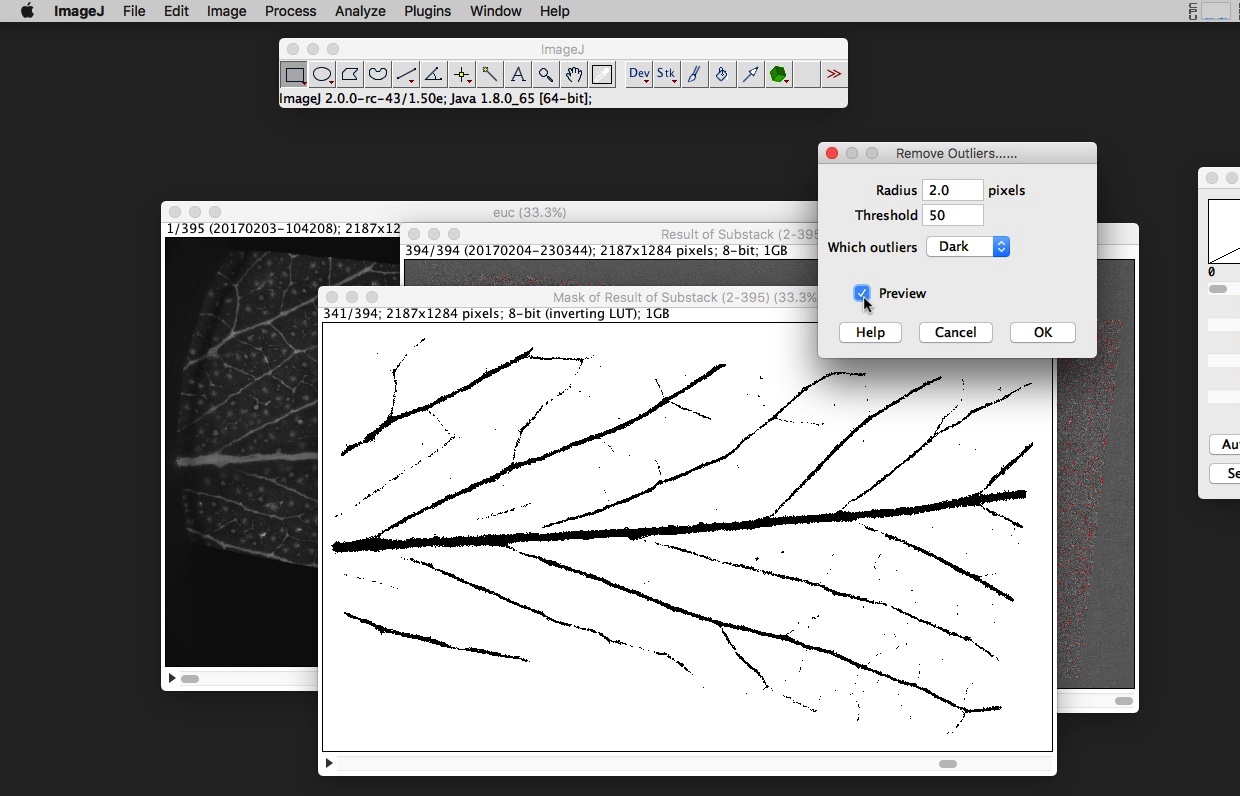 ImageJ File Edit Image Process Analyze Plugins Window Help
ImageJ
A Dev Stk >>
ImageJ 2.0.0-rc-43/1.50e; Java 1.8.0_65 [64-bit];
Remove Outliers......
Radius 2.0 pixels
Threshold 50
Which outliers Dark
Preview
Help Cancel OK
euc (33.3%)
1/395 (20170203-104208); 2187x12
Result of Substack (2-395
394/394 (20170204-230344); 2187x1284 pixels; 8-bit; 1GB
Mask of Result of Substack (2-395) (33.3%
341/394; 2187x1284 pixels; 8-bit (inverting LUT); 1GB
0
Au
Se